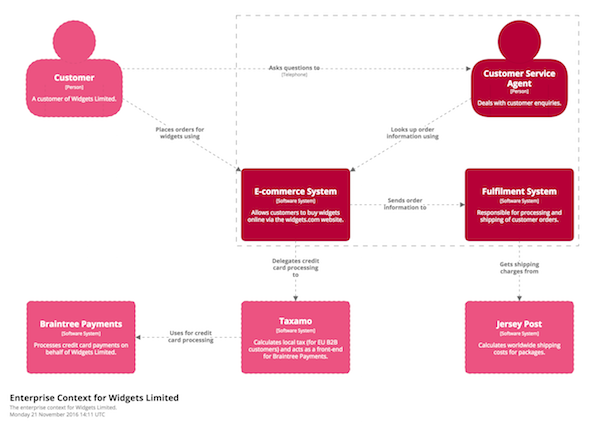 Customer
[Person]
A customer of Widgets Limited.
Asks questions to
[Telephone]
Customer Service
Agent
[Person]
Deals with customer enquiries.
Places orders for
widgets using
Looks up order
information using
E-commerce System
[Software System]
Allows customers to buy widgets
online via the widgets.com website.
Sends order
information to
Fulfilment System
[Software System]
Responsible for processing and
shipping of customer orders.
Delegates credit
card processing
to
Gets shipping
charges from
Braintree Payments
[Software System]
Processes credit card payments on
behalf of Widgets Limited.
Uses for credit
card processing
Taxamo
[Software System]
Calculates local tax (for EU B2B
customers) and acts as a front-end
for Braintree Payments.
Jersey Post
[Software System]
Calculates worldwide shipping
costs for packages.
Enterprise Context for Widgets Limited
The enterprise context for Widgets Limited.
Monday 21 November 2016 14:11 UTC